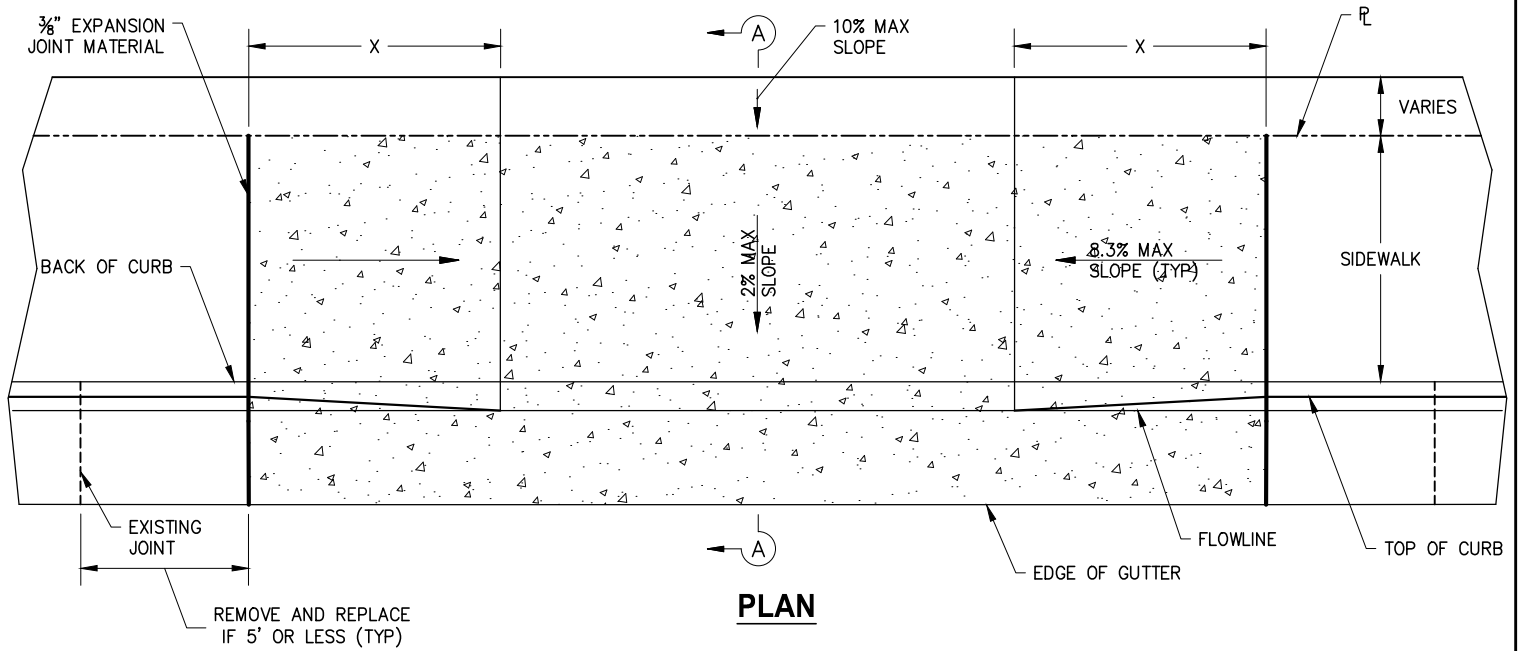 ⅜" EXPANSION
JOINT MATERIAL
X
A
10% MAX
SLOPE
X
℄
VARIES
BACK OF CURB
2% MAX
SLOPE
8.3% MAX
SLOPE (TYP)
SIDEWALK
EXISTING
JOINT
A
FLOWLINE
TOP OF CURB
EDGE OF GUTTER
REMOVE AND REPLACE
IF 5' OR LESS (TYP)
PLAN